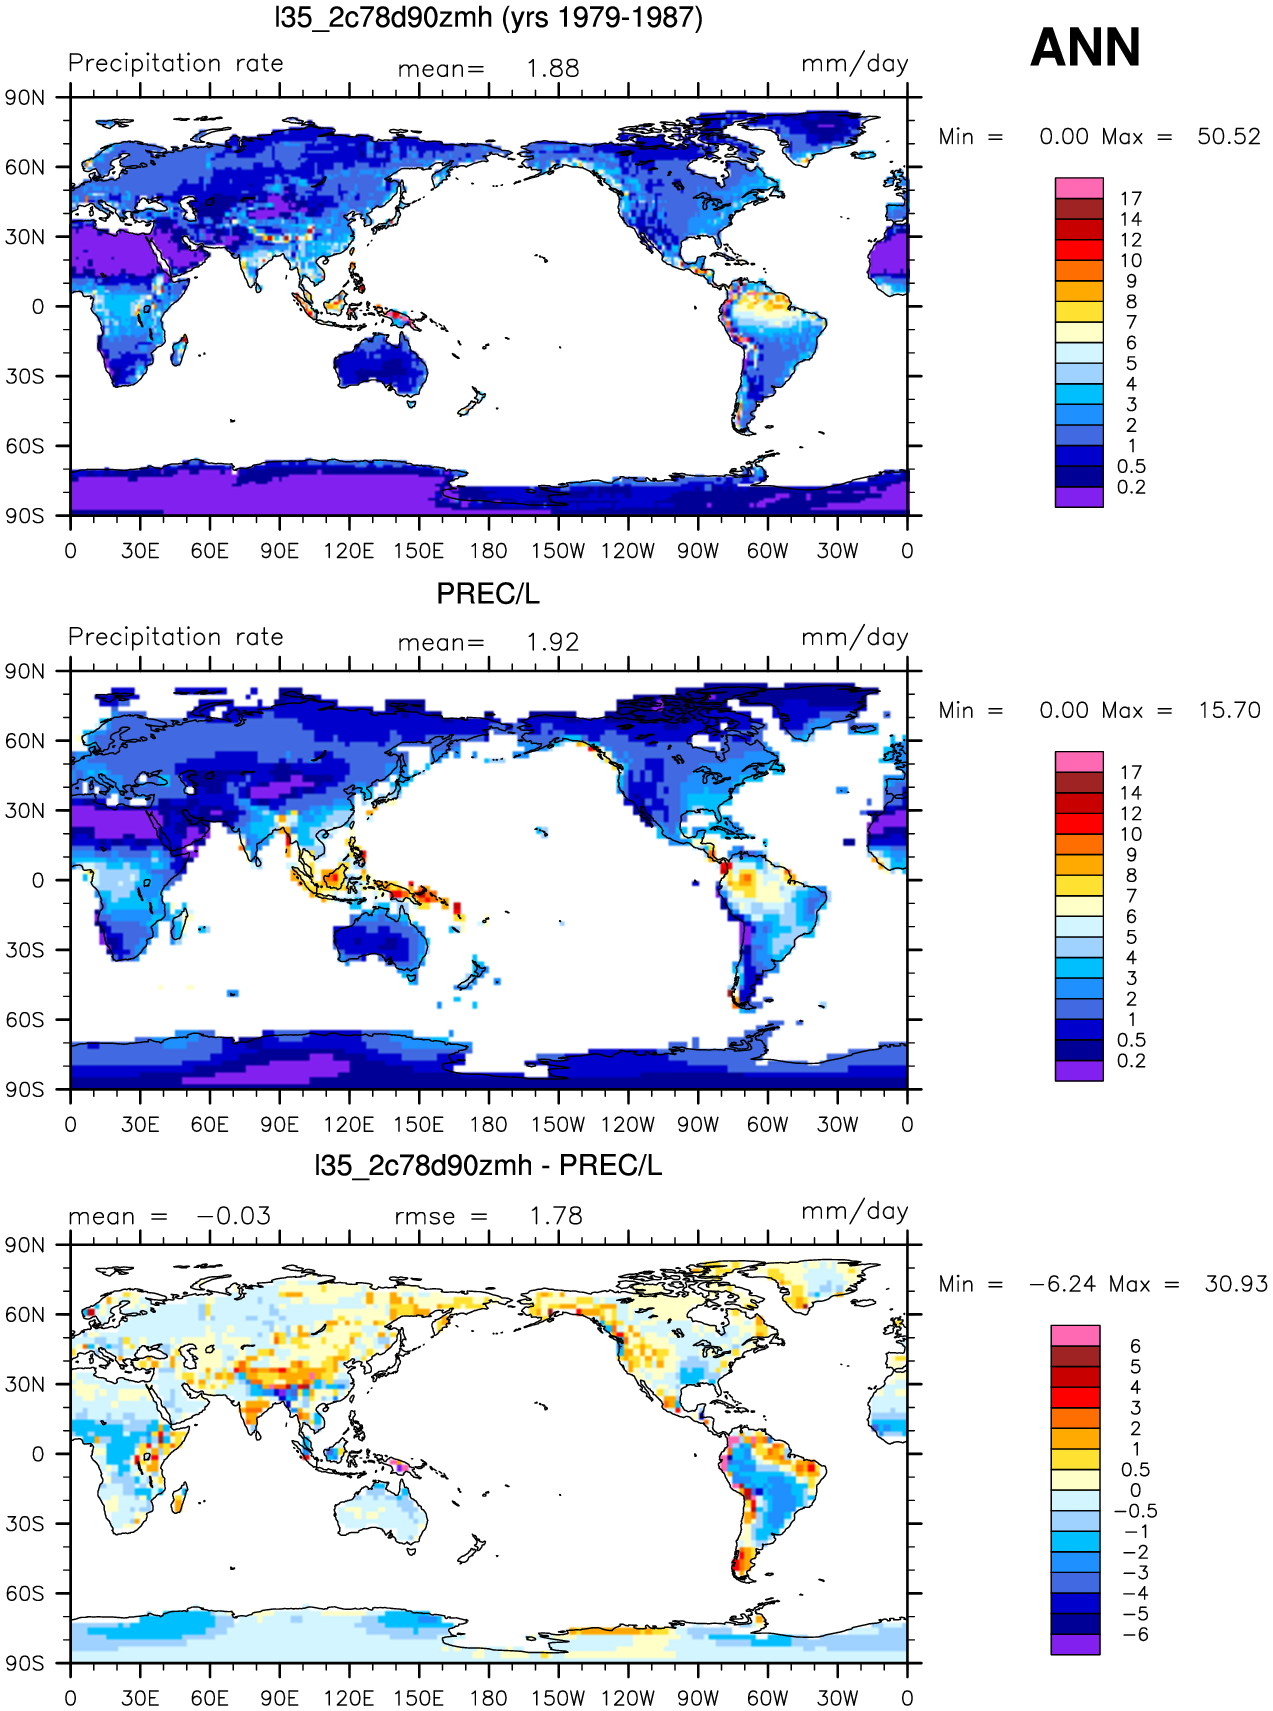 l35_2c78d90zmh (yrs 1979-1987)
ANN
Precipitation rate mean= 1.88 mm/day
Min = 0.00 Max = 50.52
90N
60N
30N
0
30S
60S
90S
0 30E 60E 90E 120E 150E 180 150W 120W 90W 60W 30W 0
17
14
12
10
9
8
7
6
5
4
3
2
1
0.5
0.2
PREC/L
Precipitation rate mean= 1.92 mm/day
Min = 0.00 Max = 15.70
90N
60N
30N
0
30S
60S
90S
0 30E 60E 90E 120E 150E 180 150W 120W 90W 60W 30W 0
17
14
12
10
9
8
7
6
5
4
3
2
1
0.5
0.2
l35_2c78d90zmh - PREC/L
mean = −0.03 rmse = 1.78 mm/day
Min = −6.24 Max = 30.93
90N
60N
30N
0
30S
60S
90S
0 30E 60E 90E 120E 150E 180 150W 120W 90W 60W 30W 0
6
5
4
3
2
1
0.5
0
−0.5
−1
−2
−3
−4
−5
−6